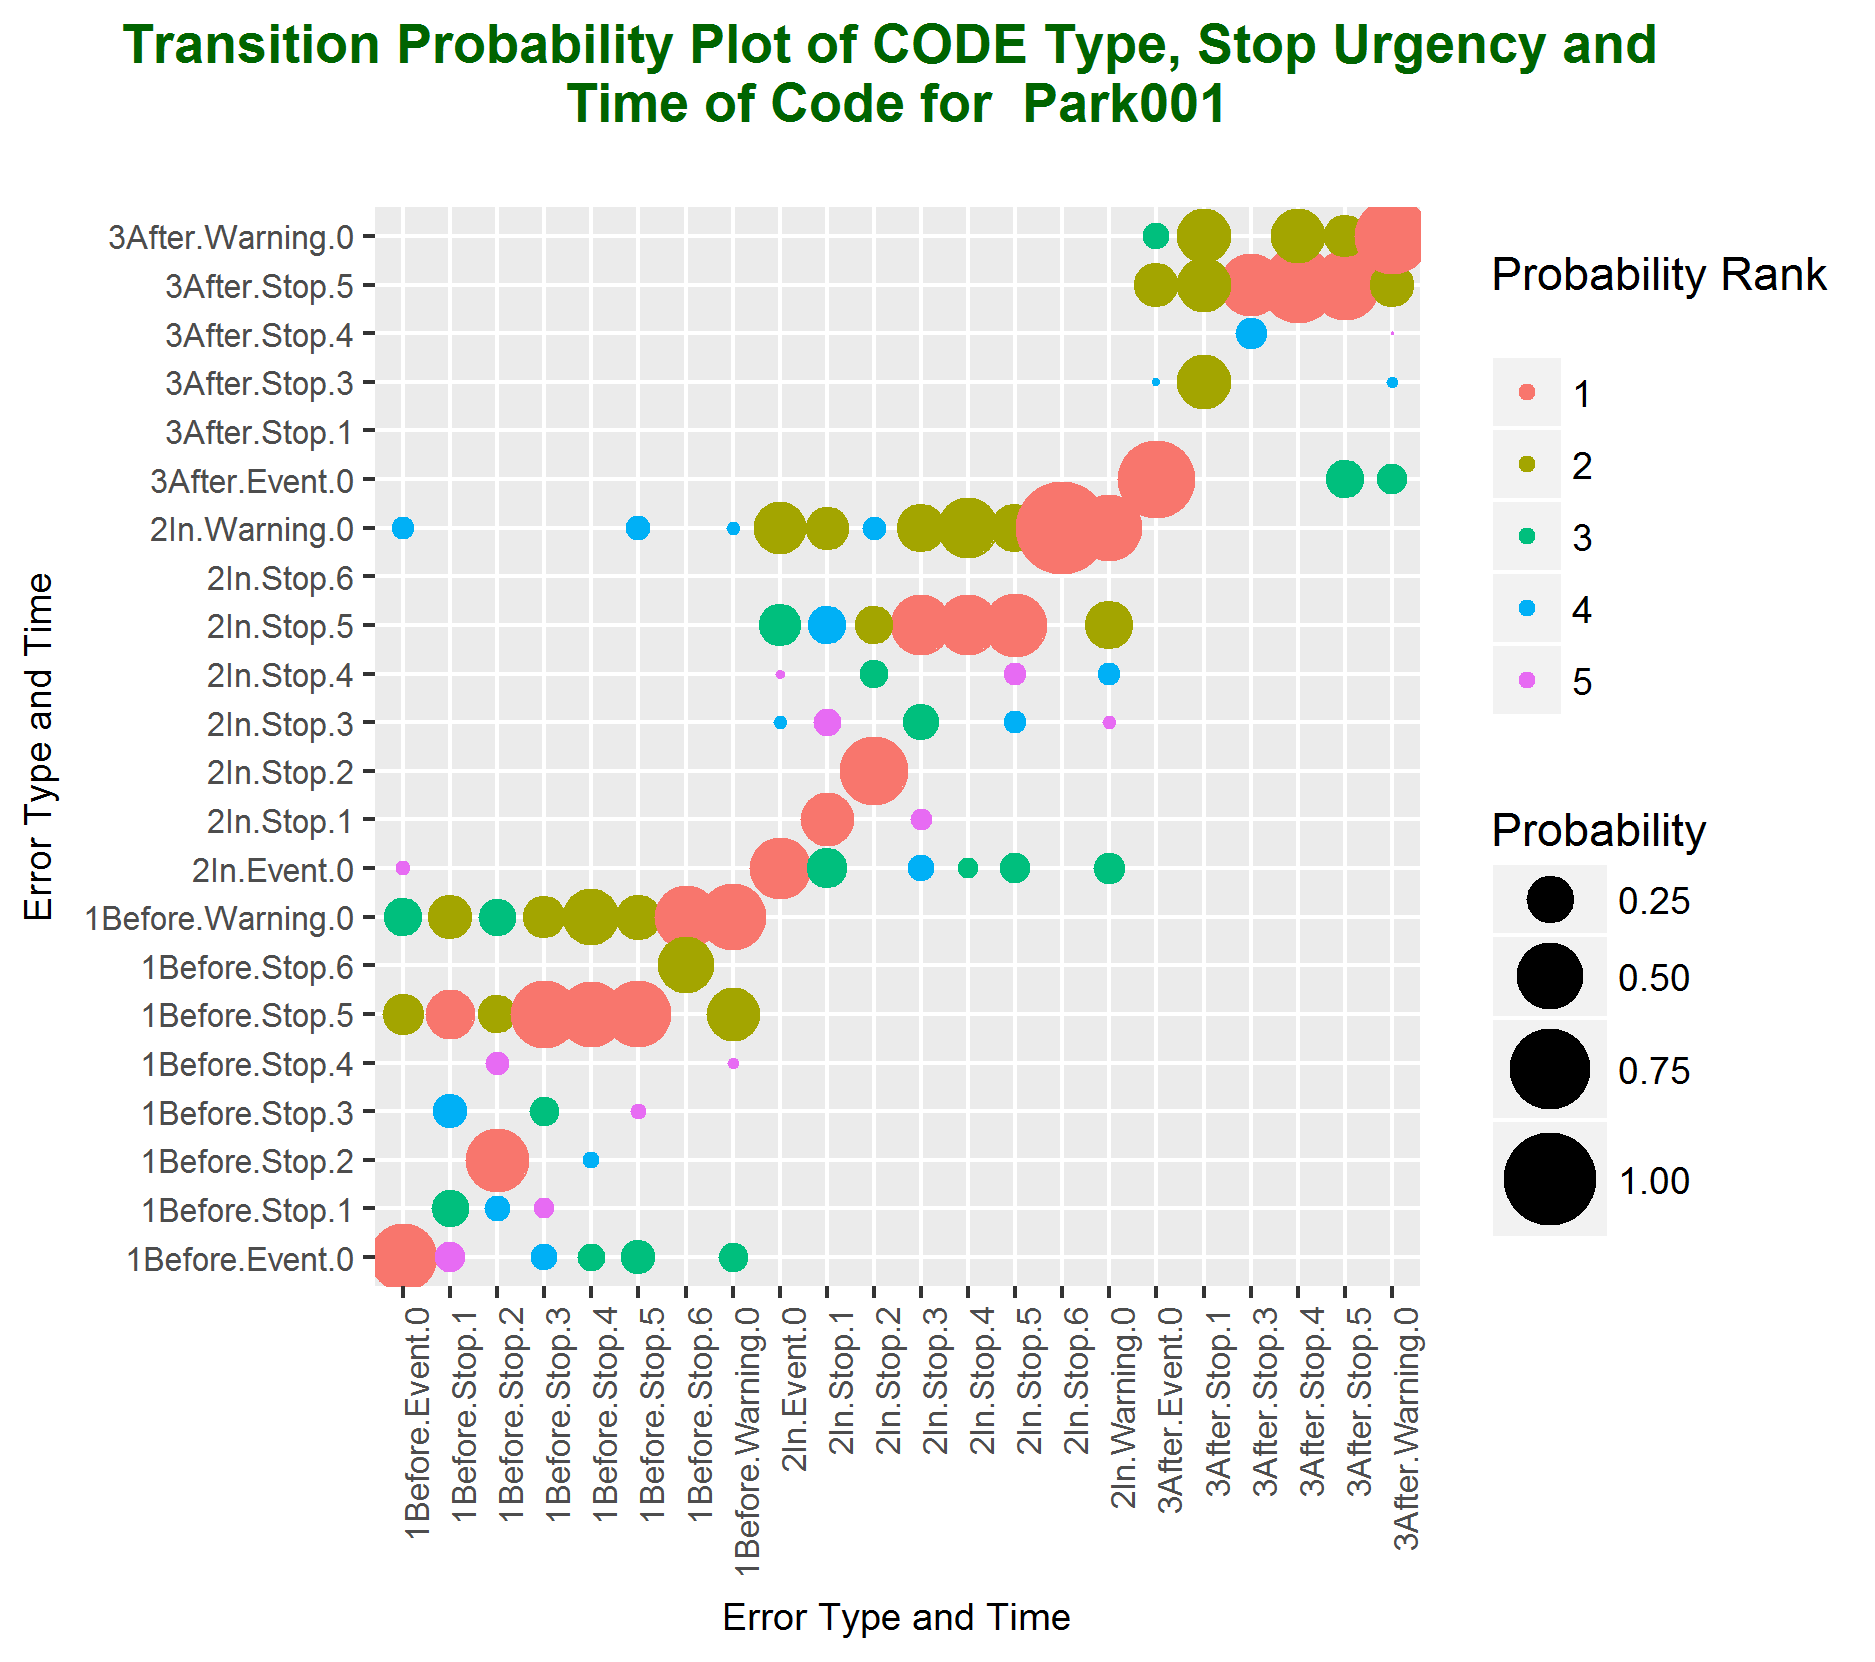 Transition Probability Plot of CODE Type, Stop Urgency and
Time of Code for  Park001
Error Type and Time
3After.Warning.0
3After.Stop.5
3After.Stop.4
3After.Stop.3
3After.Stop.1
3After.Event.0
2In.Warning.0
2In.Stop.6
2In.Stop.5
2In.Stop.4
2In.Stop.3
2In.Stop.2
2In.Stop.1
2In.Event.0
1Before.Warning.0
1Before.Stop.6
1Before.Stop.5
1Before.Stop.4
1Before.Stop.3
1Before.Stop.2
1Before.Stop.1
1Before.Event.0
1Before.Event.0
1Before.Stop.1
1Before.Stop.2
1Before.Stop.3
1Before.Stop.4
1Before.Stop.5
1Before.Stop.6
1Before.Warning.0
2In.Event.0
2In.Stop.1
2In.Stop.2
2In.Stop.3
2In.Stop.4
2In.Stop.5
2In.Stop.6
2In.Warning.0
3After.Event.0
3After.Stop.1
3After.Stop.3
3After.Stop.4
3After.Stop.5
3After.Warning.0
Error Type and Time
Probability Rank
1
2
3
4
5
Probability
0.25
0.50
0.75
1.00